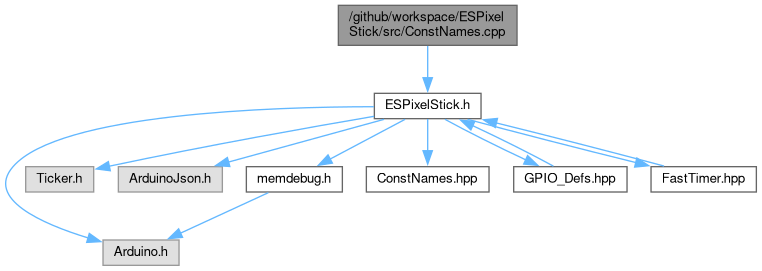 /github/workspace/ESPixel
Stick/src/ConstNames.cpp
ESPixelStick.h
Ticker.h
ArduinoJson.h
memdebug.h
ConstNames.hpp
GPIO_Defs.hpp
FastTimer.hpp
Arduino.h